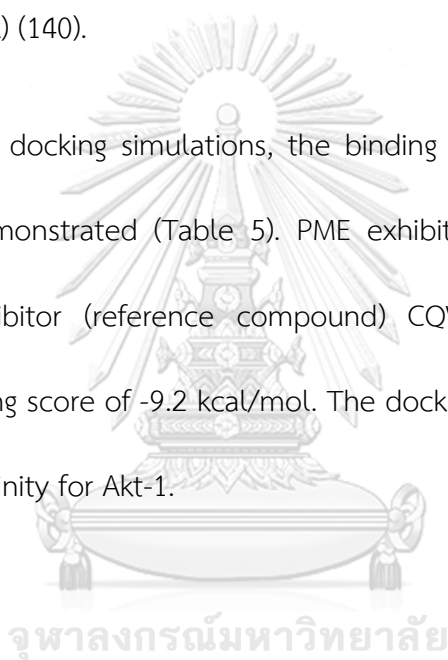 ) (140).
docking simulations, the binding
monstrated (Table 5). PME exhibit
ibitor (reference compound) CQ
ng score of -9.2 kcal/mol. The dock
inity for Akt-1.
จุฬาลงกรณ์มหาวิทยาลัย